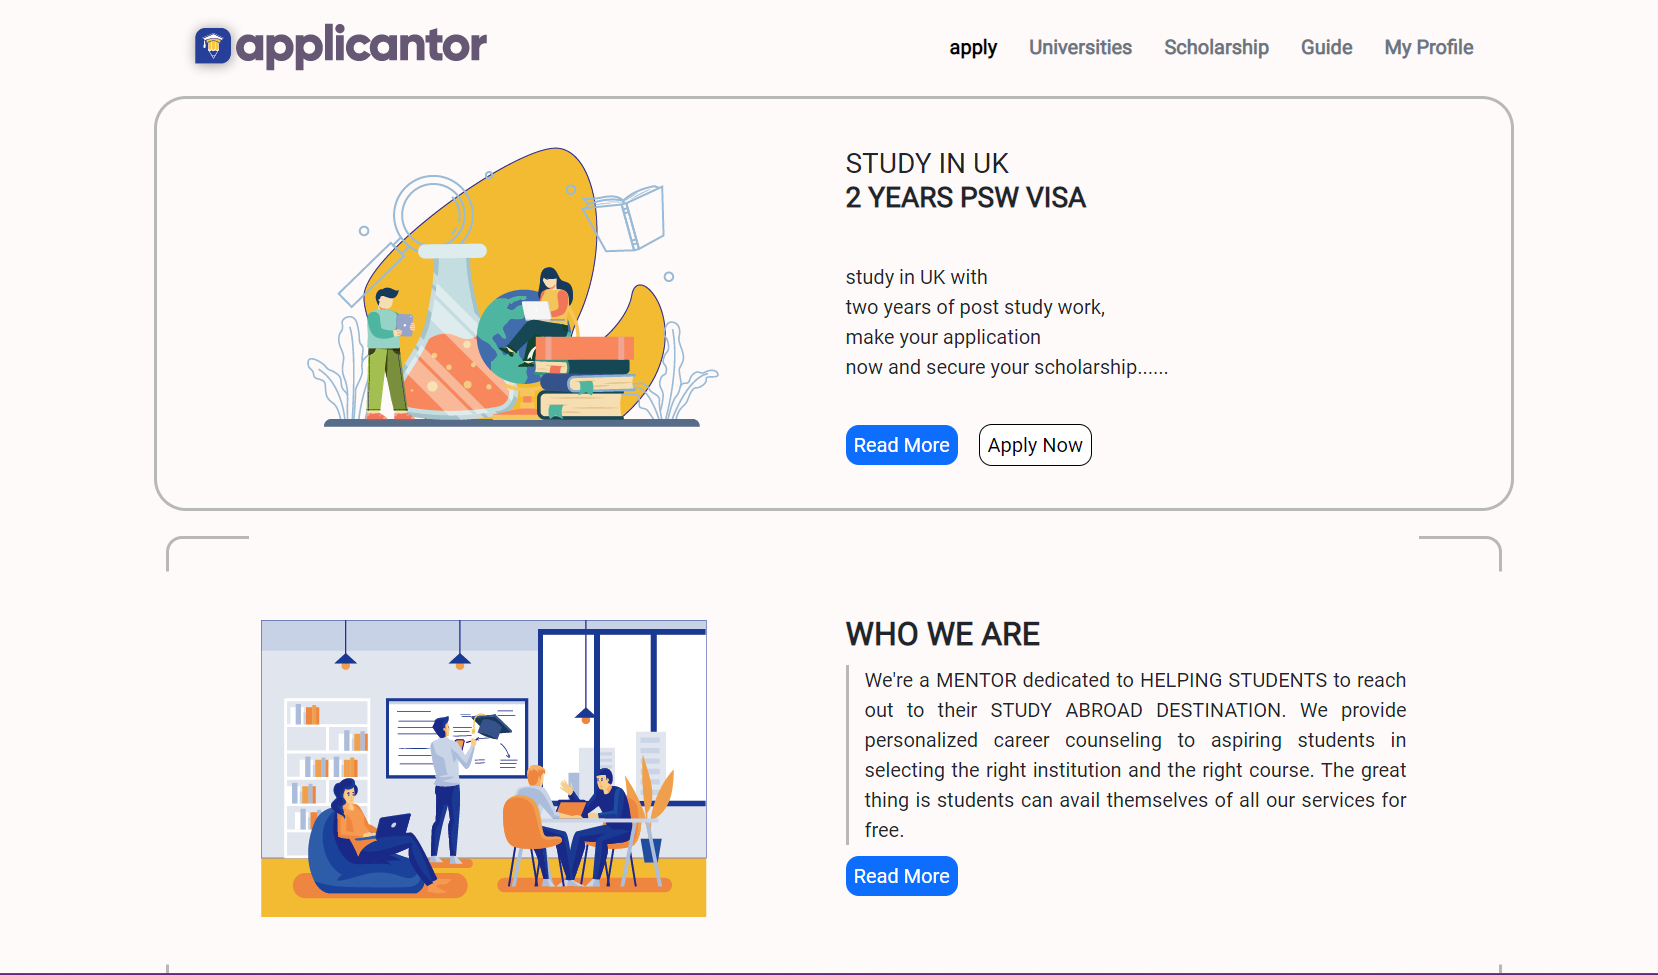 applicantor
apply Universities Scholarship Guide My Profile
STUDY IN UK
2 YEARS PSW VISA
study in UK with
two years of post study work,
make your application
now and secure your scholarship......
Read More Apply Now
WHO WE ARE
We're a MENTOR dedicated to HELPING STUDENTS to reach
out to their STUDY ABROAD DESTINATION. We provide
personalized career counseling to aspiring students in
selecting the right institution and the right course. The great
thing is students can avail themselves of all our services for
free.
Read More